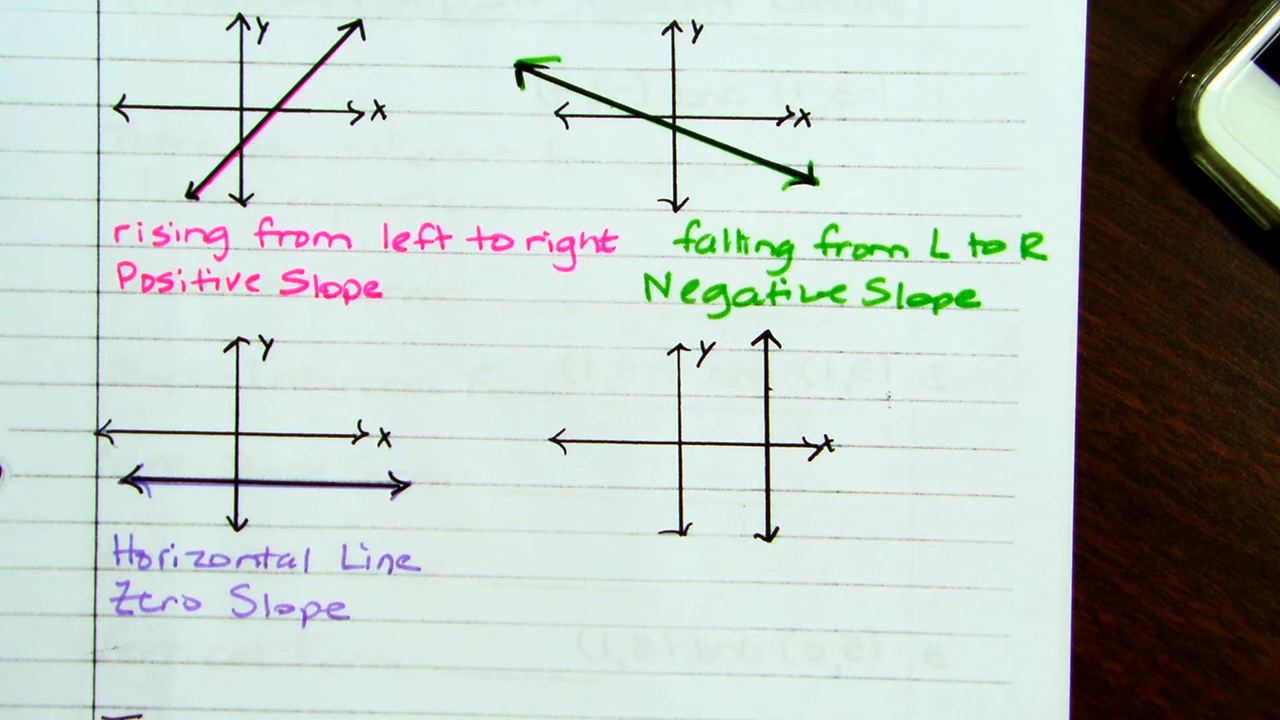 y
x
y
x
rising from left to right
Positive Slope
falling from L to R
Negative Slope
y
x
y
x
Horizontal Line
Zero Slope